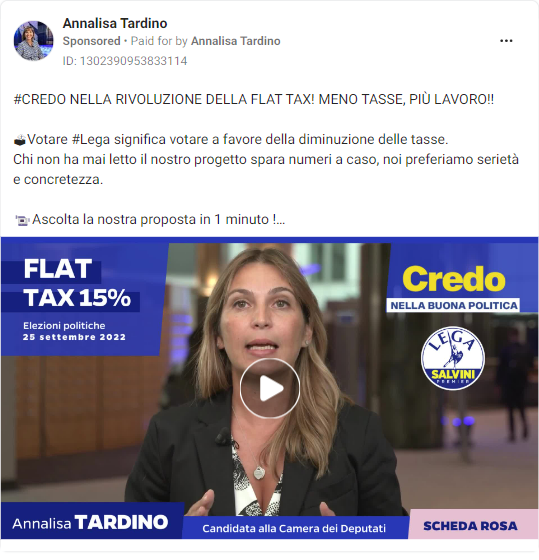 Annalisa Tardino
Sponsored • Paid for by Annalisa Tardino
ID: 1302390953833114
#CREDO NELLA RIVOLUZIONE DELLA FLAT TAX! MENO TASSE, PIÙ LAVORO!!
🗳Votare #Lega significa votare a favore della diminuzione delle tasse.
Chi non ha mai letto il nostro progetto spara numeri a caso, noi preferiamo serietà
e concretezza.
📹Ascolta la nostra proposta in 1 minuto !...
FLAT
TAX 15%
Elezioni politiche
25 settembre 2022
Credo
NELLA BUONA POLITICA
LEGA
SALVINI
PREMIER
Annalisa TARDINO
Candidata alla Camera dei Deputati
SCHEDA ROSA